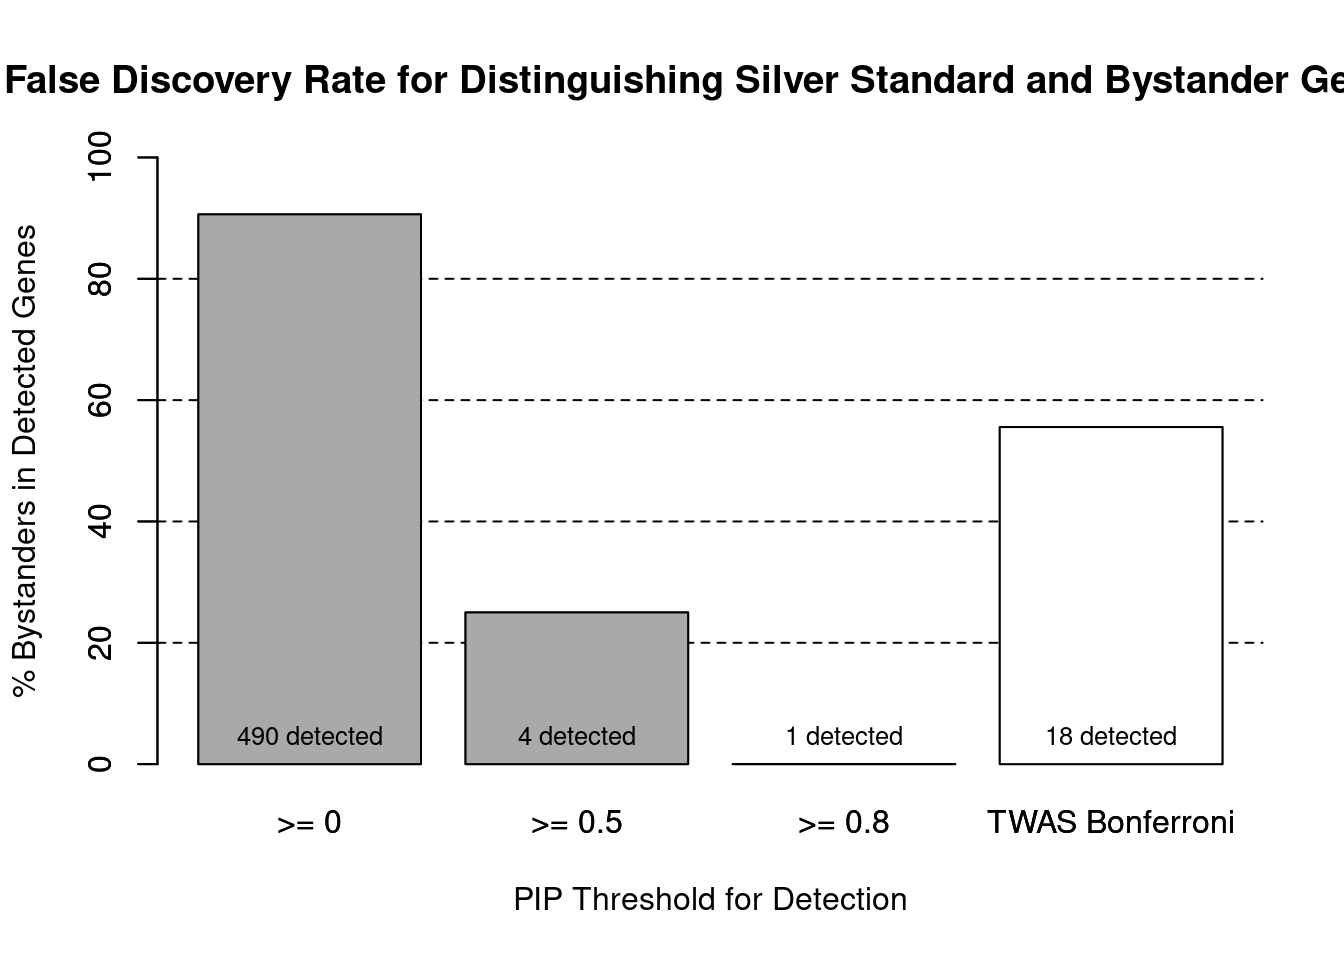 False Discovery Rate for Distinguishing Silver Standard and Bystander Ge
% Bystanders in Detected Genes
100
80
60
40
20
0
490 detected
4 detected
1 detected
18 detected
>= 0
>= 0.5
>= 0.8
TWAS Bonferroni
PIP Threshold for Detection